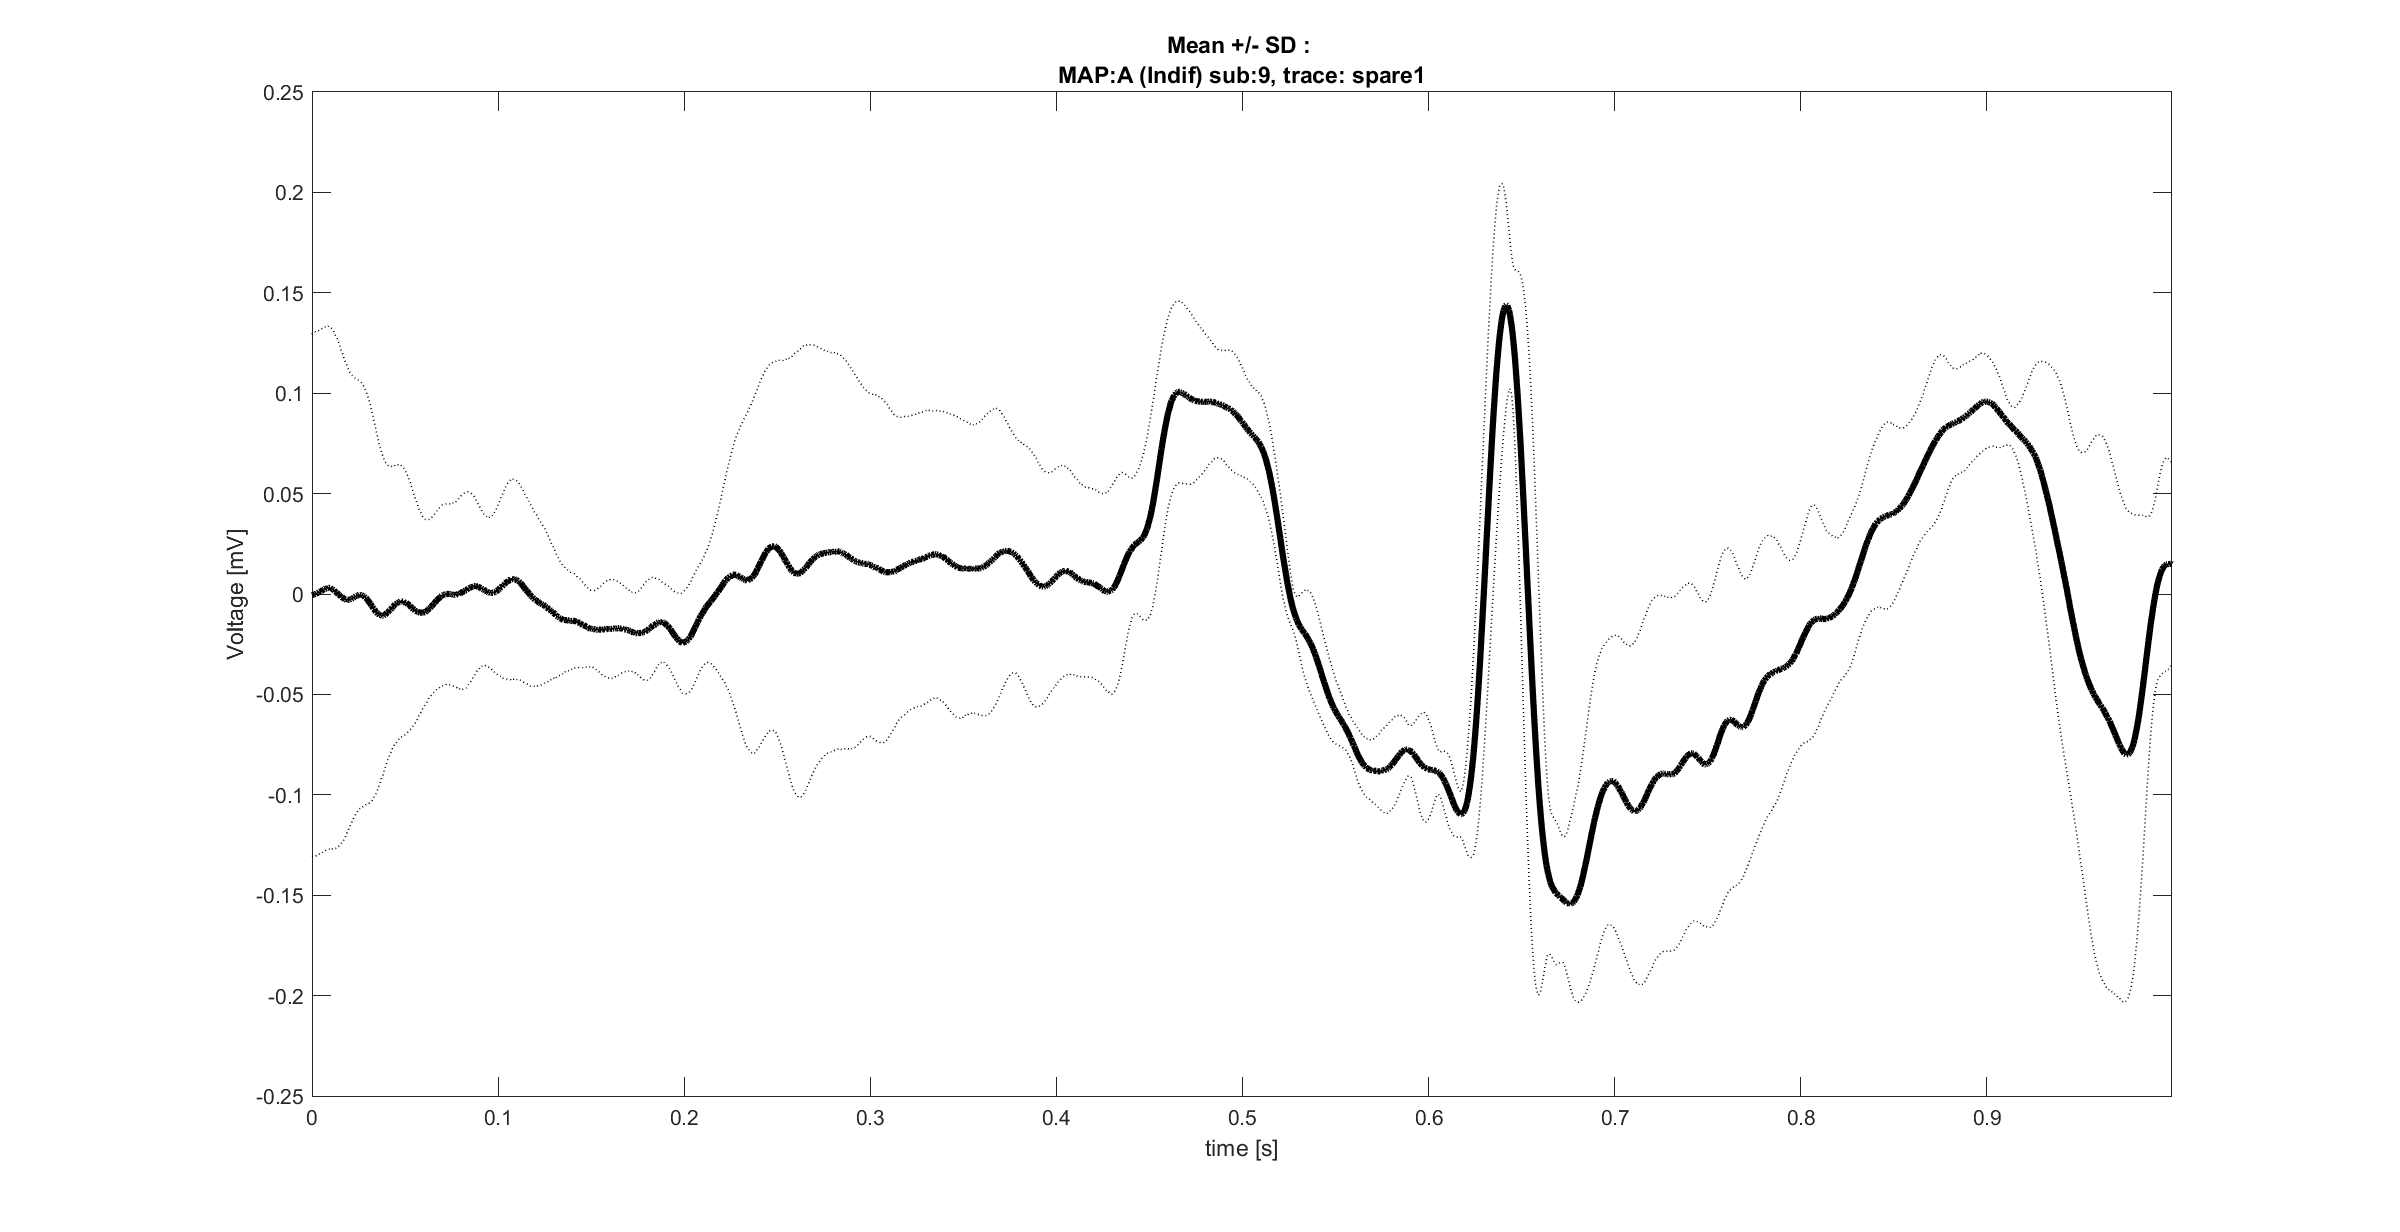 Mean +/- SD :
MAP:A (Indif) sub:9, trace: spare1
0.25
0.2
0.15
0.1
0.05
0
-0.05
-0.1
-0.15
-0.2
-0.25
Voltage [mV]
0 0.1 0.2 0.3 0.4 0.5 0.6 0.7 0.8 0.9
time [s]